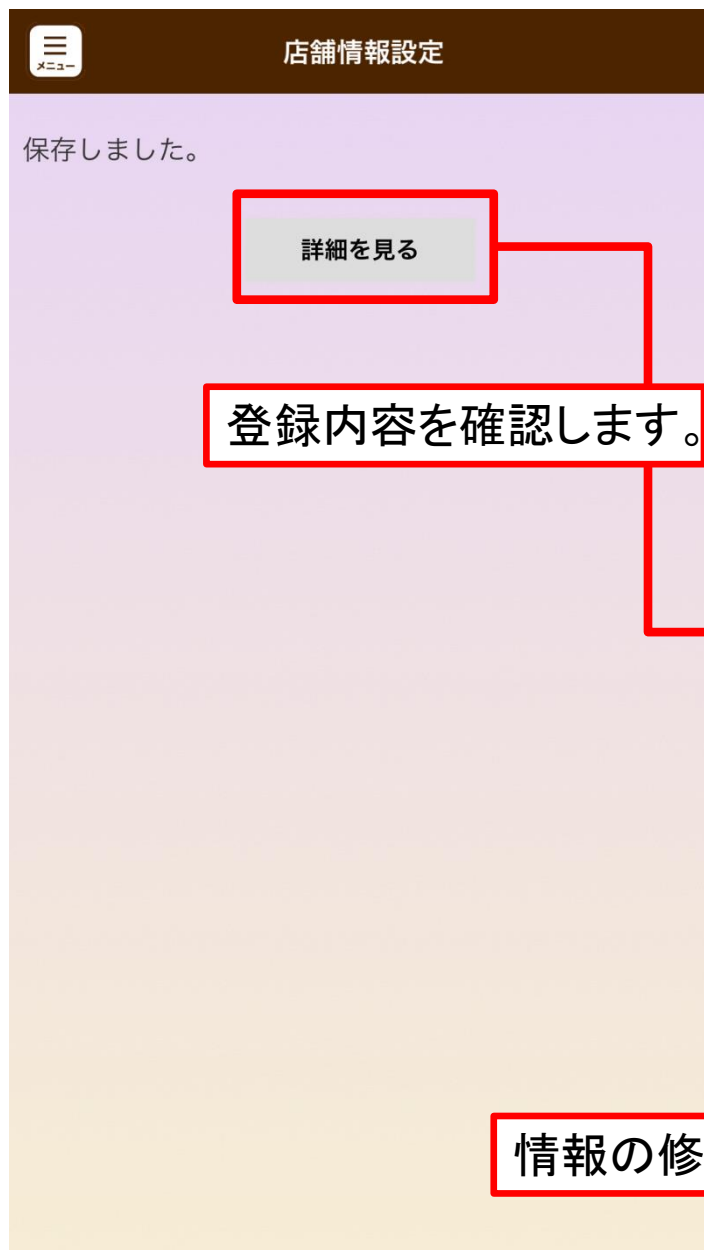 メニュー
店舗情報設定
保存しました。
詳細を見る
登録内容を確認します。
情報の修